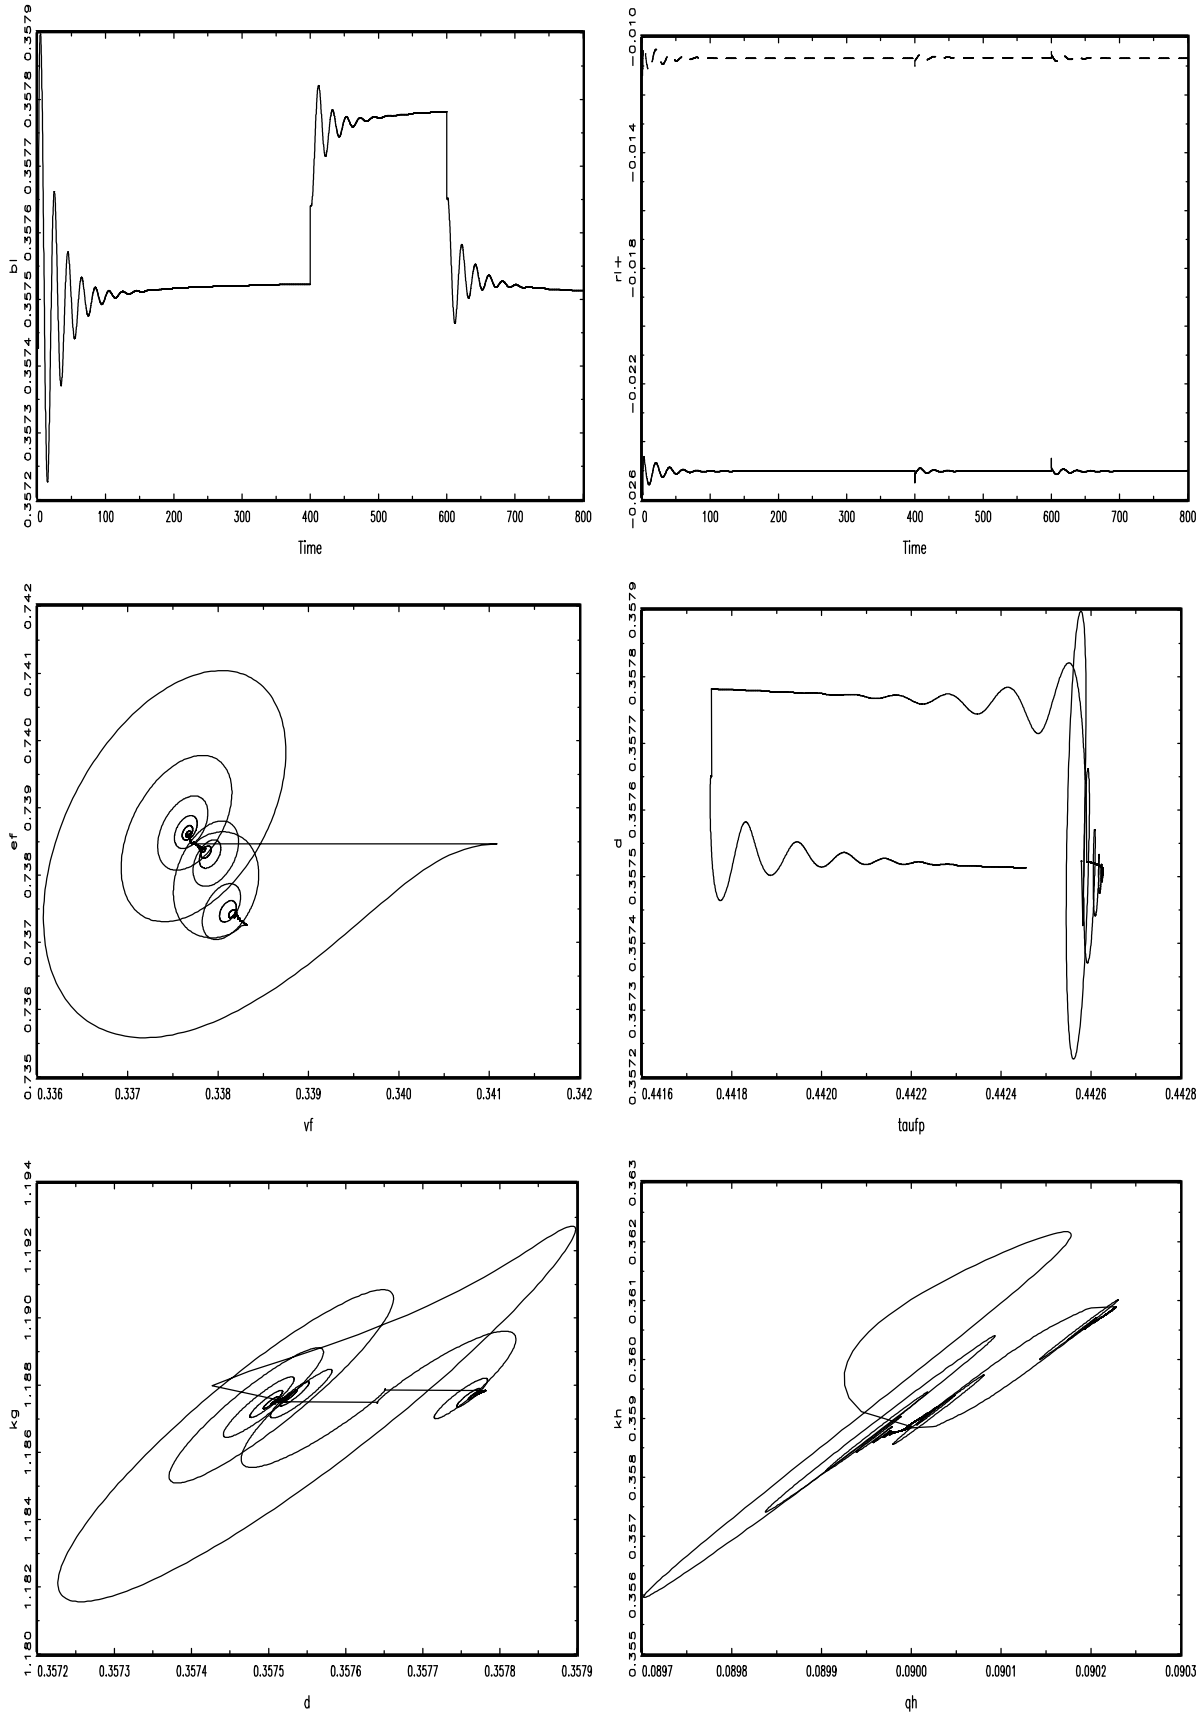 bl
0.3572 0.3573 0.3574 0.3575 0.3576 0.3577 0.3578 0.3579
0 100 200 300 400 500 600 700 800
Time
rl+
−0.026 −0.022 −0.018 −0.014 −0.010
0 100 200 300 400 500 600 700 800
Time
ef
0.735 0.736 0.737 0.738 0.739 0.740 0.741 0.742
0.336 0.337 0.338 0.339 0.340 0.341 0.342
vf
d
0.3572 0.3573 0.3574 0.3575 0.3576 0.3577 0.3578 0.3579
0.4416 0.4418 0.4420 0.4422 0.4424 0.4426 0.4428
taufp
kg
1.180 1.182 1.184 1.186 1.188 1.190 1.192 1.194
0.3572 0.3573 0.3574 0.3575 0.3576 0.3577 0.3578 0.3579
d
kh
0.355 0.356 0.357 0.358 0.359 0.360 0.361 0.362 0.363
0.0897 0.0898 0.0899 0.0900 0.0901 0.0902 0.0903
qh